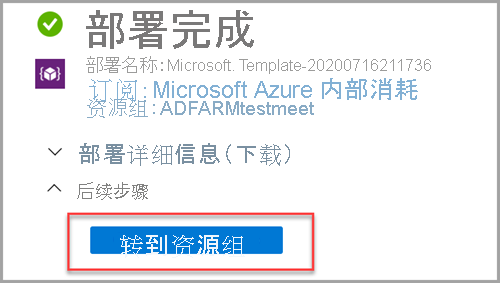 部署完成
部署名称:Microsoft. Template-20200716211736
订阅:Microsoft Azure 内部消耗
资源组:ADFARMtestmeet
部署详细信息(下载)
后续步骤
转到资源组